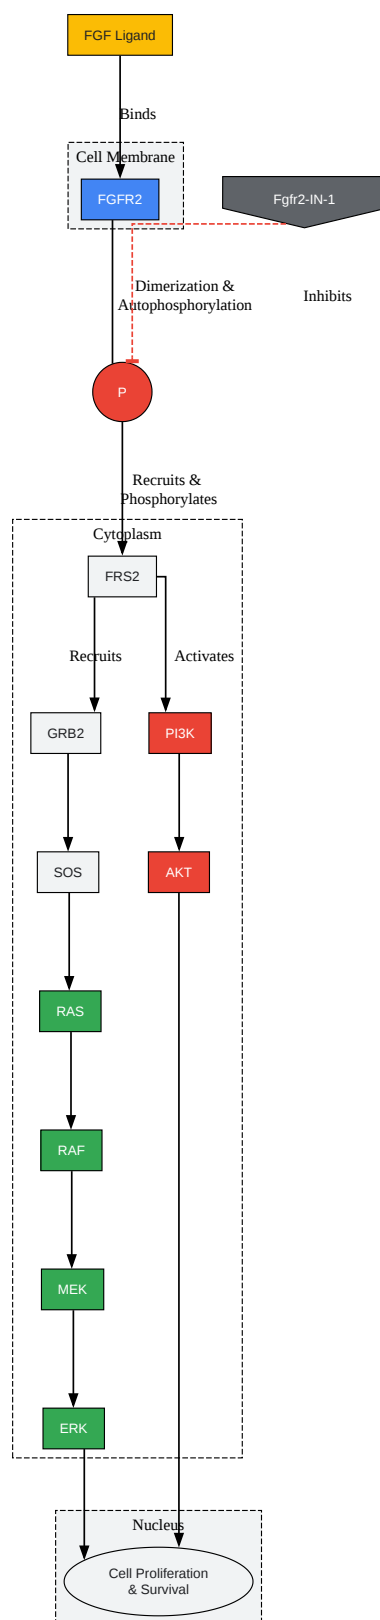 FGF Ligand
Binds
Cell Membrane
FGFR2
Fgfr2-IN-1
Dimerization &
Autophosphorylation
Inhibits
P
Recruits &
Phosphorylates
Cytoplasm
FRS2
Recruits
Activates
GRB2
PI3K
SOS
AKT
RAS
RAF
MEK
ERK
Nucleus
Cell Proliferation
& Survival